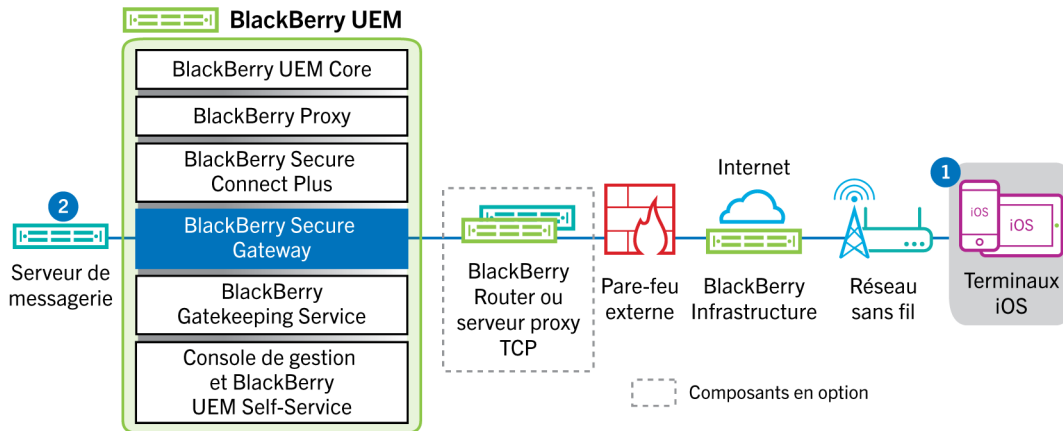 BlackBerry UEM
BlackBerry UEM Core
BlackBerry Proxy
BlackBerry Secure
Connect Plus
BlackBerry Secure
Gateway
BlackBerry
Gatekeeping Service
Console de gestion
et BlackBerry
UEM Self-Service
2
Serveur de
messagerie
BlackBerry
Router ou
serveur proxy
TCP
Pare-feu
externe
Internet
BlackBerry
Infrastructure
Réseau
sans fil
1
iOS
iOS
Terminaux
iOS
Composants en option